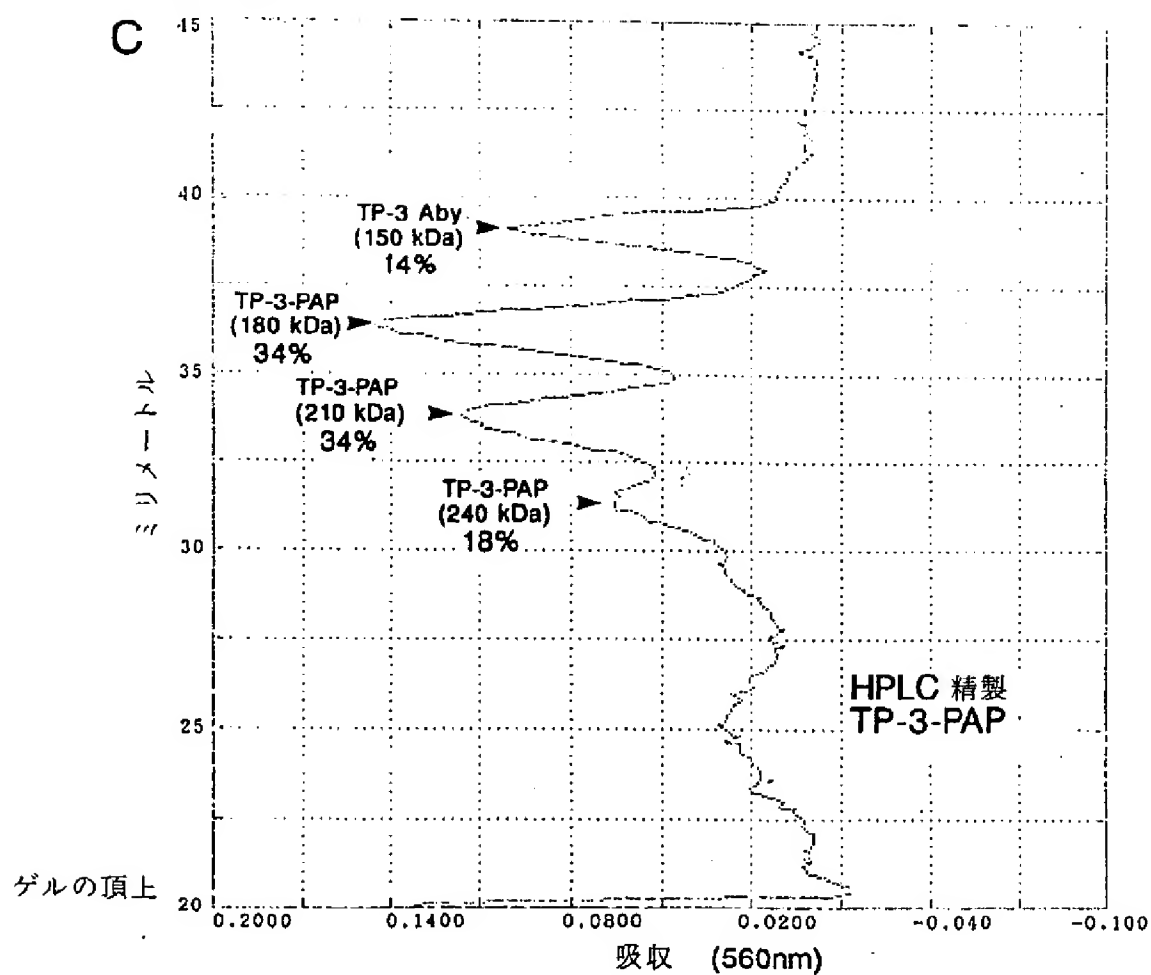 C
45
40
TP-3 Aby
(150 kDa)
14%
TP-3-PAP
(180 kDa)
34%
35
TP-3-PAP
(210 kDa)
34%
TP-3-PAP
(240 kDa)
18%
ミリメートル
30
HPLC 精製
TP-3-PAP
25
ゲルの頂上
20
0.2000 0.1400 0.0800 0.0200 -0.040 -0.100
吸収 (560nm)